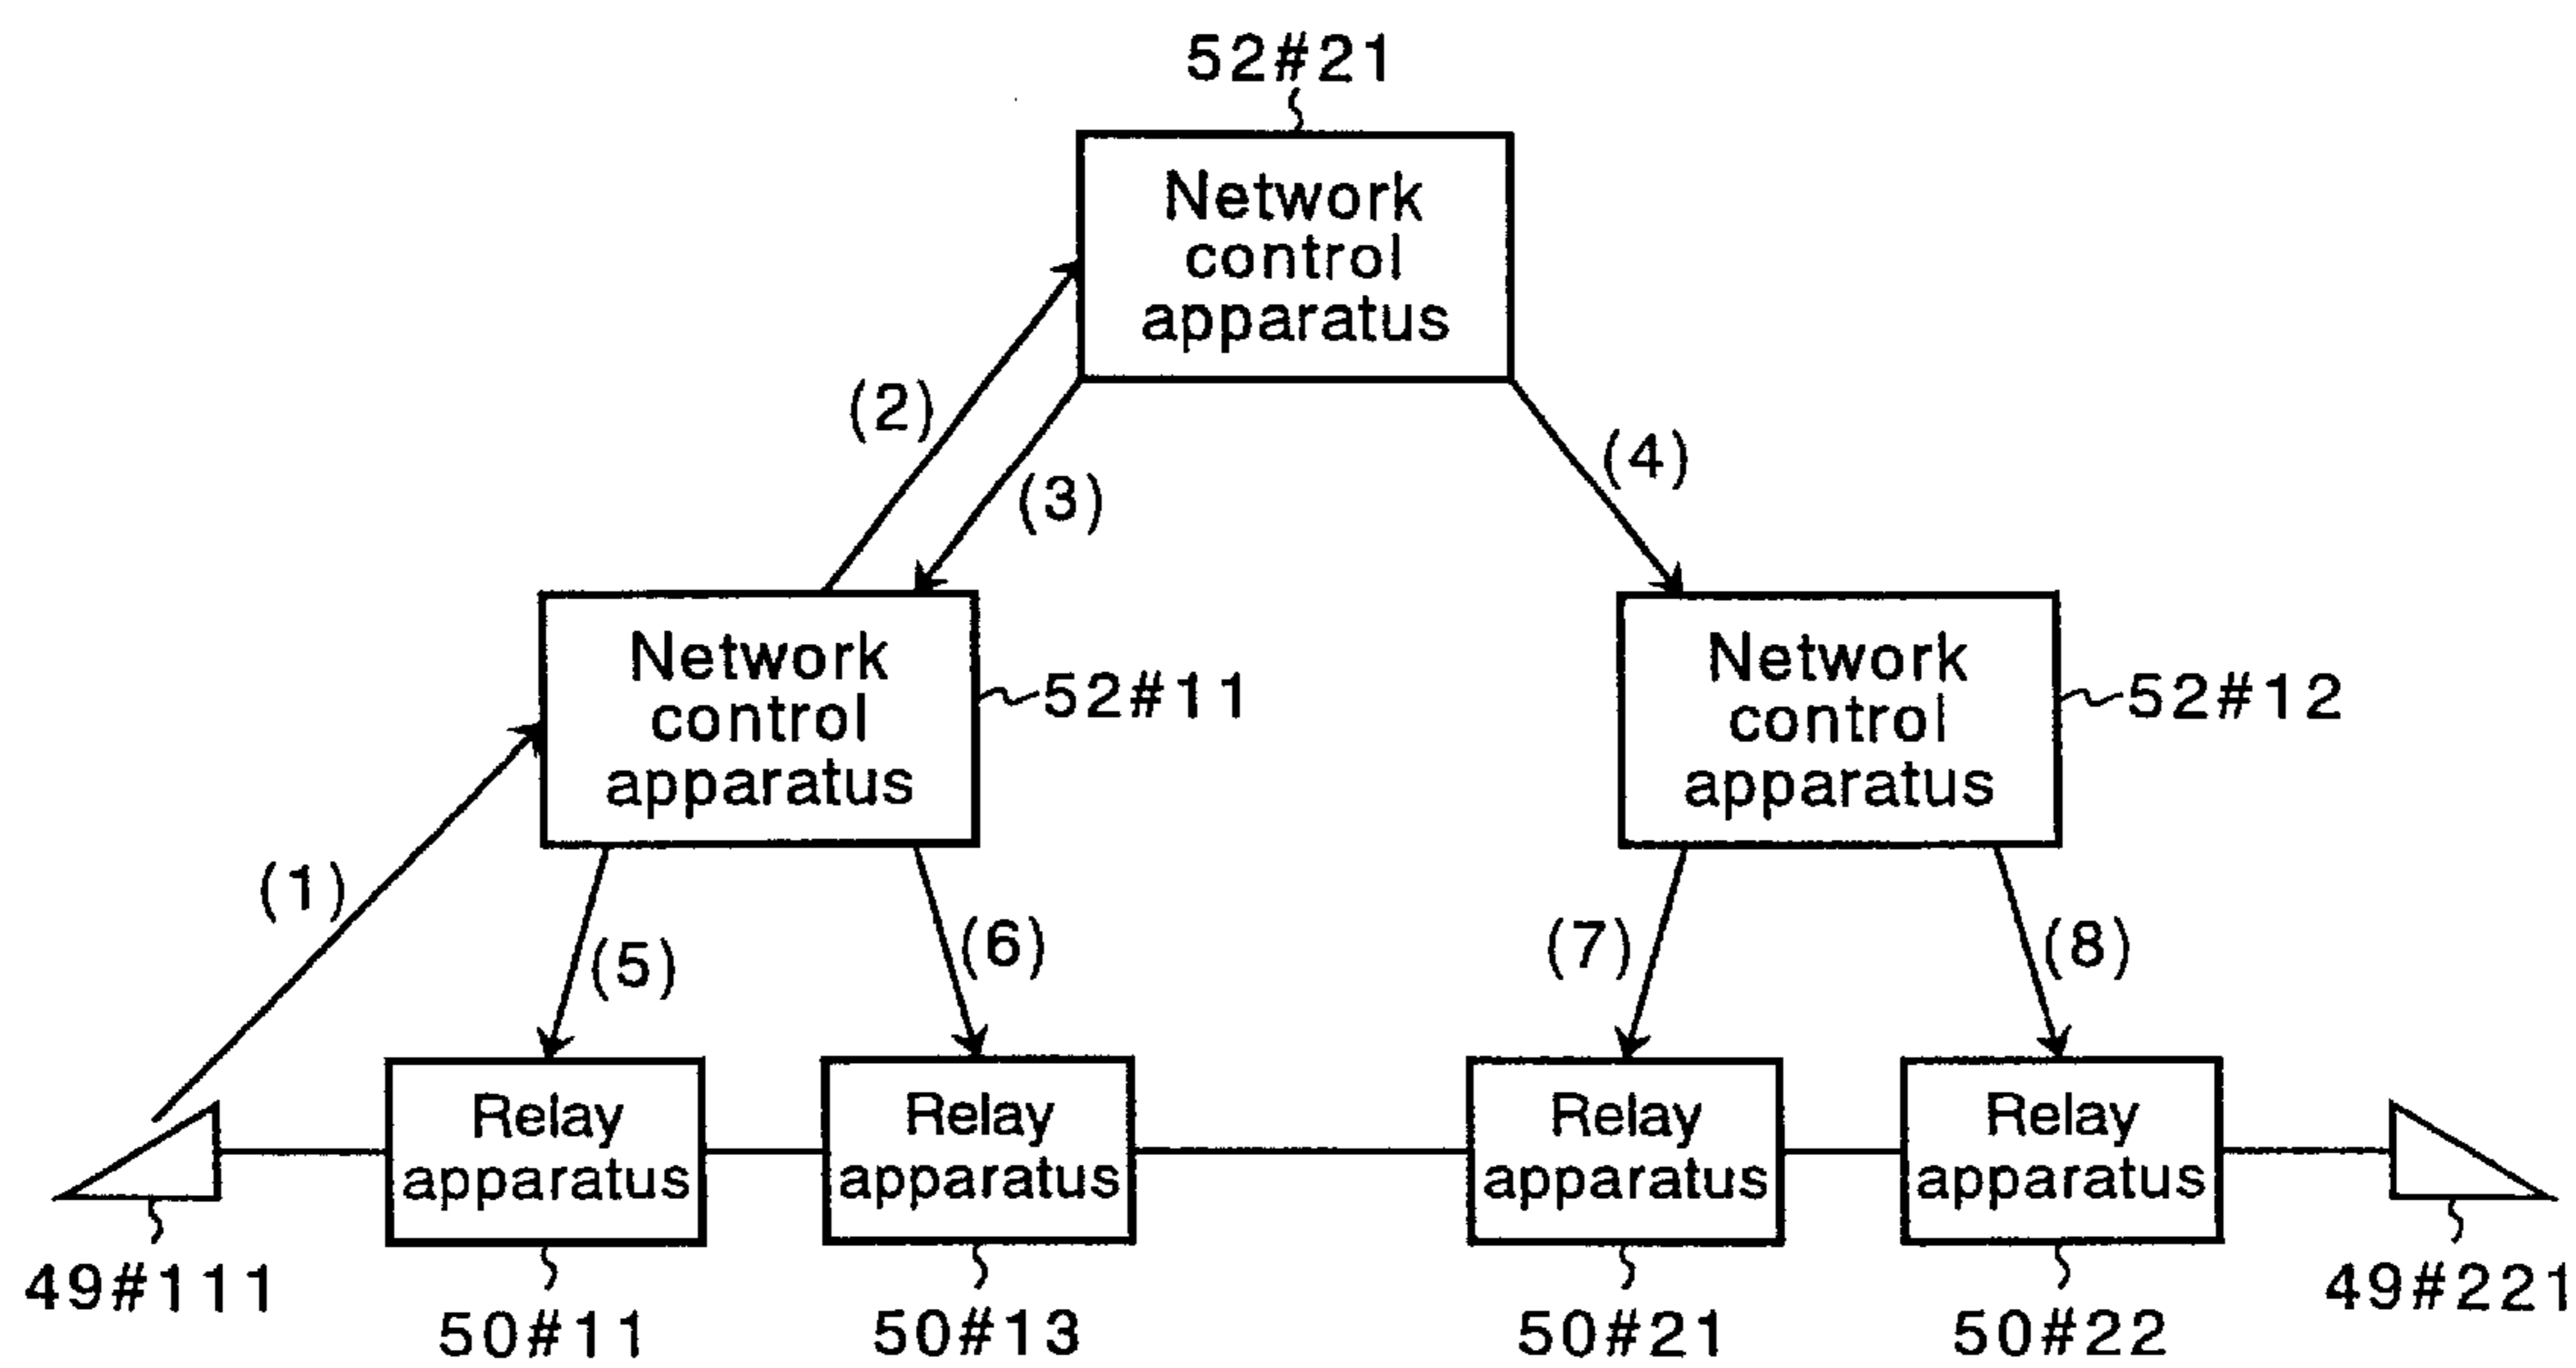 52#21
Network
control
apparatus
(2)
(3)
(4)
Network
control
apparatus
52#11
Network
control
apparatus
52#12
(1)
(5)
(6)
(7)
(8)
Relay
apparatus
Relay
apparatus
Relay
apparatus
Relay
apparatus
49#111
50#11
50#13
50#21
50#22
49#221